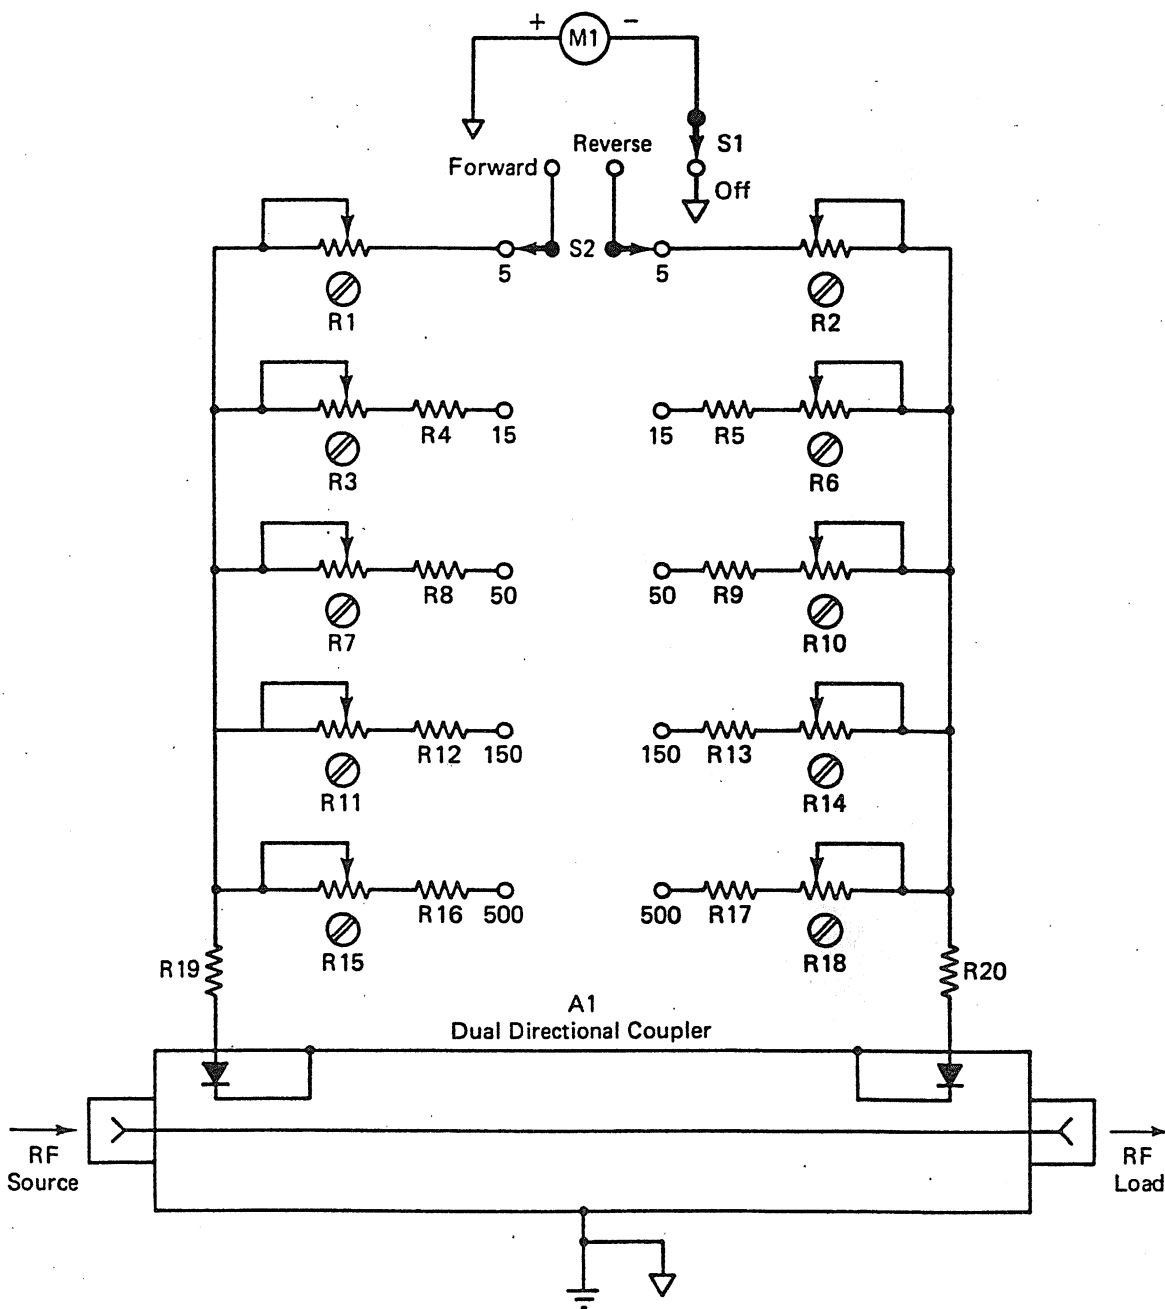 + M1 −
S1
Reverse
Forward
Off
S2
5
5
R1
R2
R4
15
15
R5
R3
R6
R8
50
50
R9
R7
R10
R12
150
150
R13
R11
R14
R16
500
500
R17
R15
R18
R19
R20
A1
Dual Directional Coupler
RF
Source
RF
Load